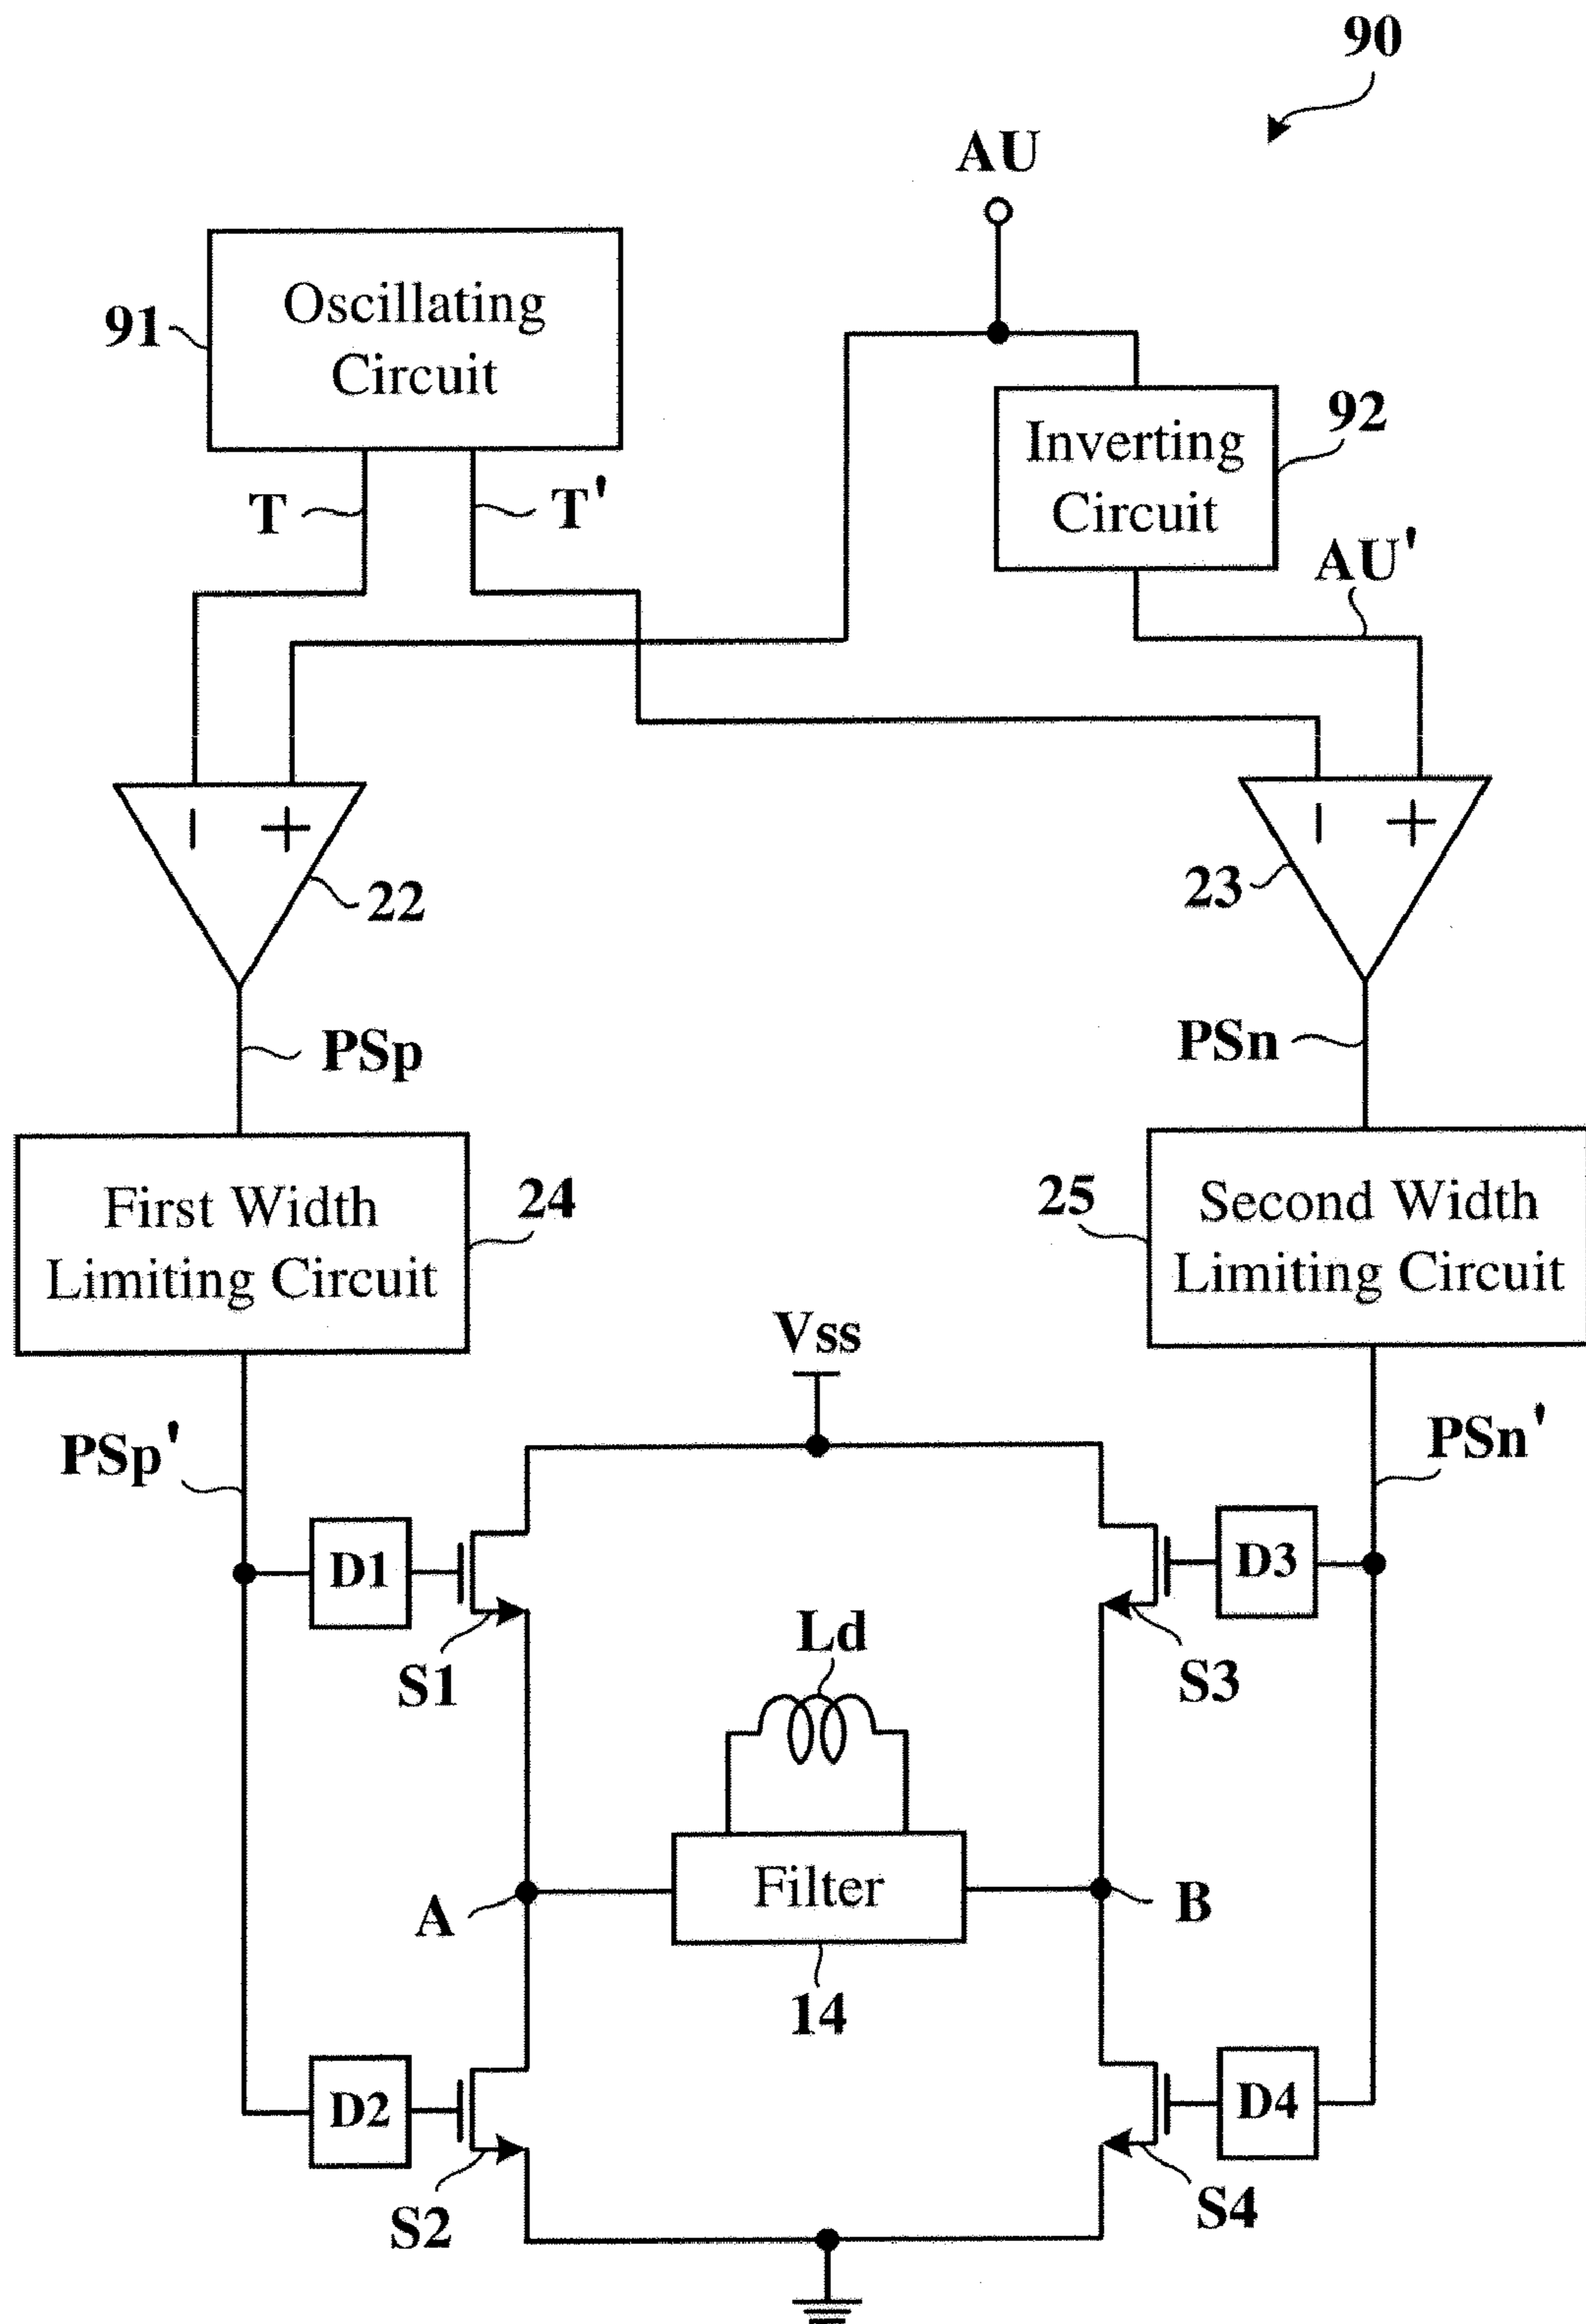 90
AU
Oscillating
Circuit
91
Inverting
Circuit
92
T
T'
AU'
− +
22
− +
23
PSp
PSn
First Width
Limiting Circuit
24
25
Second Width
Limiting Circuit
Vss
PSp'
PSn'
D1
D3
S1
Ld
S3
A
Filter
B
14
D2
D4
S2
S4